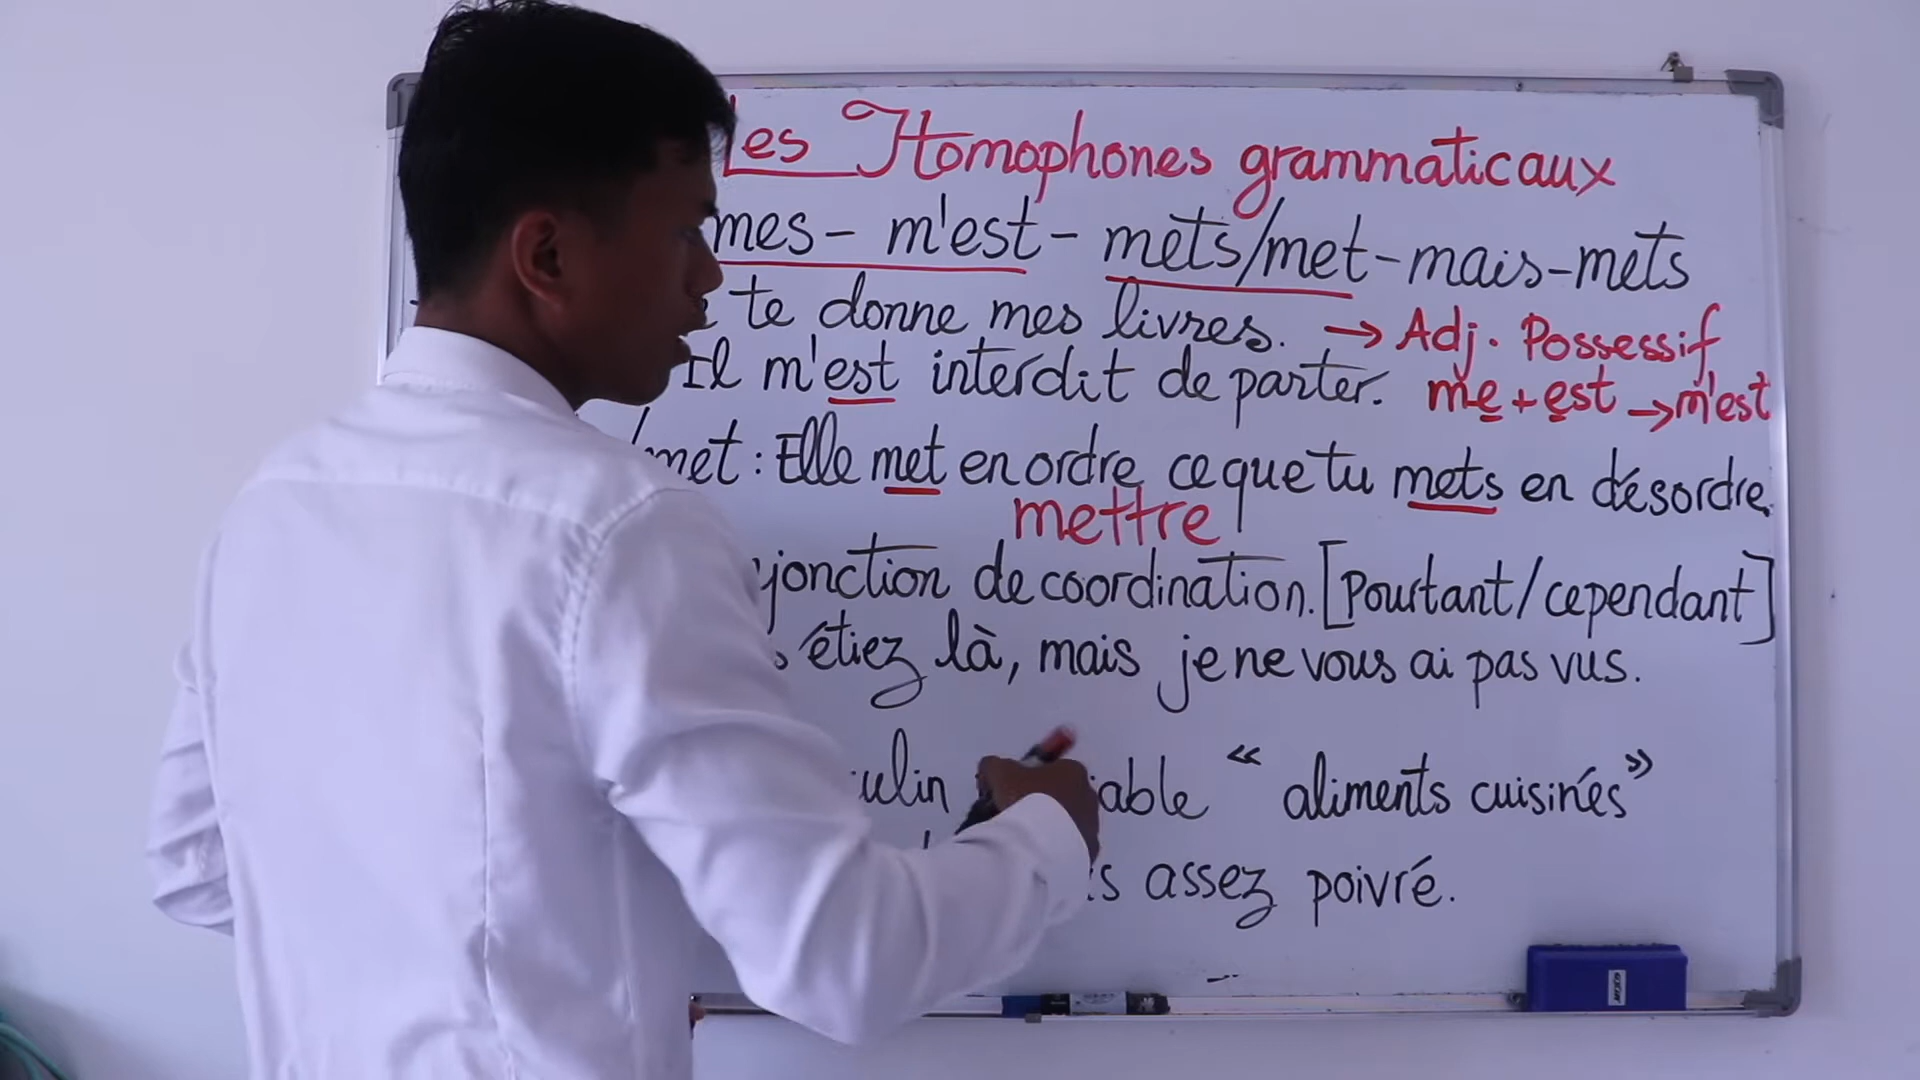 Les Homophones grammaticaux
mes - m'est - mets/met - mais - mets
te donne mes livres. → Adj. Possessif
Il m'est interdit de parter. me + est → m'est
/met : Elle met en ordre ce que tu mets en désordre.
mettre
jonction de coordination. [Pourtant/cependant]
étiez là, mais je ne vous ai pas vus.
culin able « aliments cuisinés »
s assez poivré.